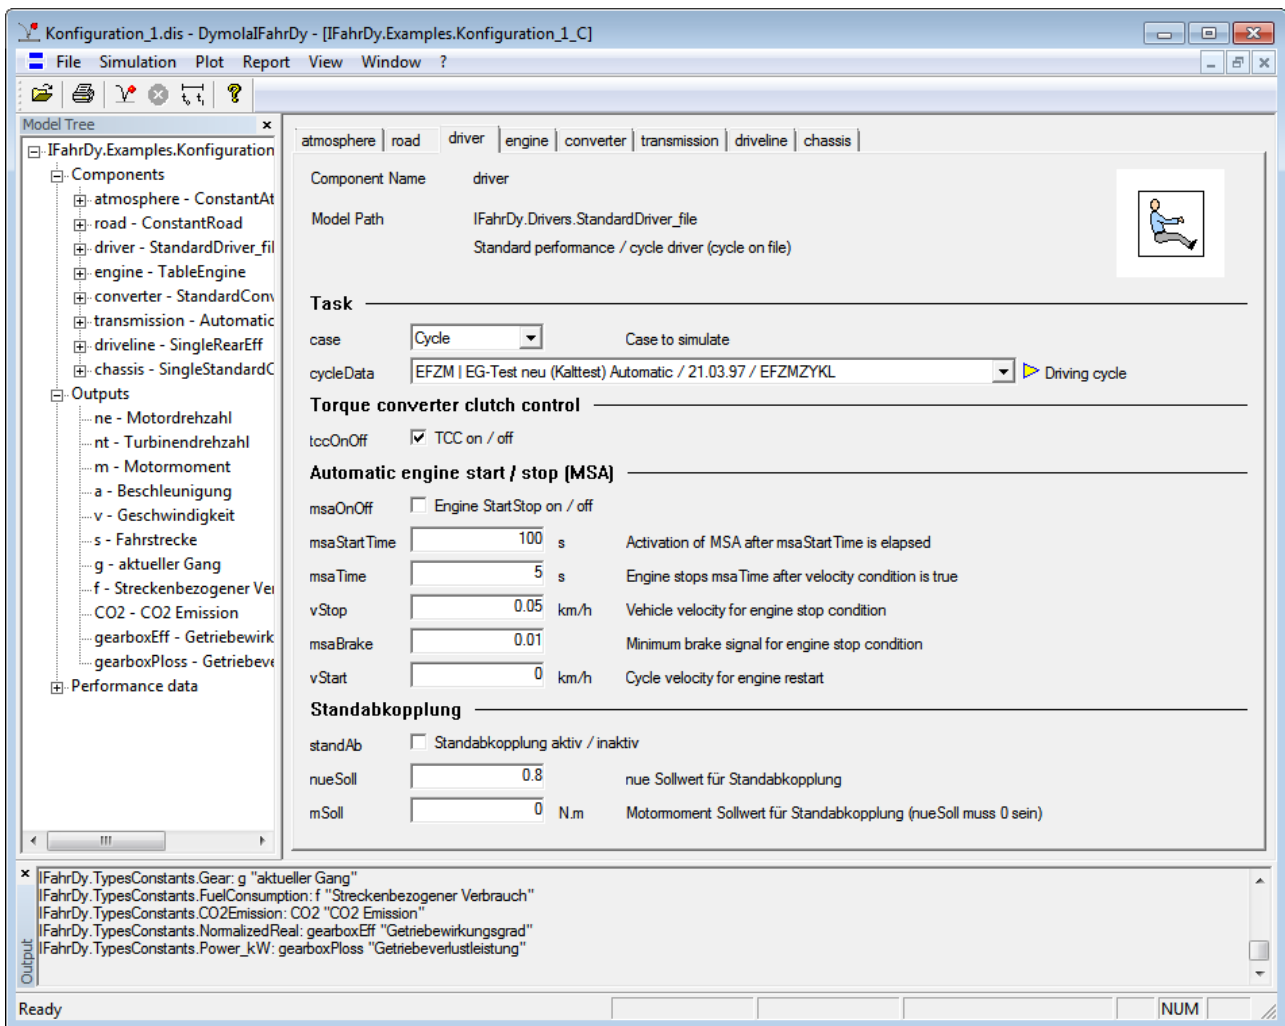 Konfiguration_1.dis - DymolaIFahrDy - [IFahrDy.Examples.Konfiguration_1_C]
File Simulation Plot Report View Window ?
Model Tree
IFahrDy.Examples.Konfiguration
Components
atmosphere - ConstantAt
road - ConstantRoad
driver - StandardDriver_fil
engine - TableEngine
converter - StandardConv
transmission - Automatic
driveline - SingleRearEff
chassis - SingleStandardC
Outputs
ne - Motordrehzahl
nt - Turbinendrehzahl
m - Motormoment
a - Beschleunigung
v - Geschwindigkeit
s - Fahrstrecke
g - aktueller Gang
f - Streckenbezogener Ver
CO2 - CO2 Emission
gearboxEff - Getriebewirk
gearboxPloss - Getriebeve
Performance data
atmosphere road driver engine converter transmission driveline chassis
Component Name driver
Model Path IFahrDy.Drivers.StandardDriver_file
Standard performance / cycle driver (cycle on file)
Task
case Cycle Case to simulate
cycleData EFZM | EG-Test neu (Kalttest) Automatic / 21.03.97 / EFZMZYKL Driving cycle
Torque converter clutch control
tccOnOff TCC on / off
Automatic engine start / stop (MSA)
msaOnOff Engine StartStop on / off
msaStartTime 100 s Activation of MSA after msaStartTime is elapsed
msaTime 5 s Engine stops msaTime after velocity condition is true
vStop 0.05 km/h Vehicle velocity for engine stop condition
msaBrake 0.01 Minimum brake signal for engine stop condition
vStart 0 km/h Cycle velocity for engine restart
Standabkopplung
standAb Standabkopplung aktiv / inaktiv
nueSoll 0.8 nue Sollwert für Standabkopplung
mSoll 0 N.m Motormoment Sollwert für Standabkopplung (nueSoll muss 0 sein)
Output
IFahrDy.TypesConstants.Gear: g "aktueller Gang"
IFahrDy.TypesConstants.FuelConsumption: f "Streckenbezogener Verbrauch"
IFahrDy.TypesConstants.CO2Emission: CO2 "CO2 Emission"
IFahrDy.TypesConstants.NormalizedReal: gearboxEff "Getriebewirkungsgrad"
IFahrDy.TypesConstants.Power_kW: gearboxPloss "Getriebeverlustleistung"
Ready NUM